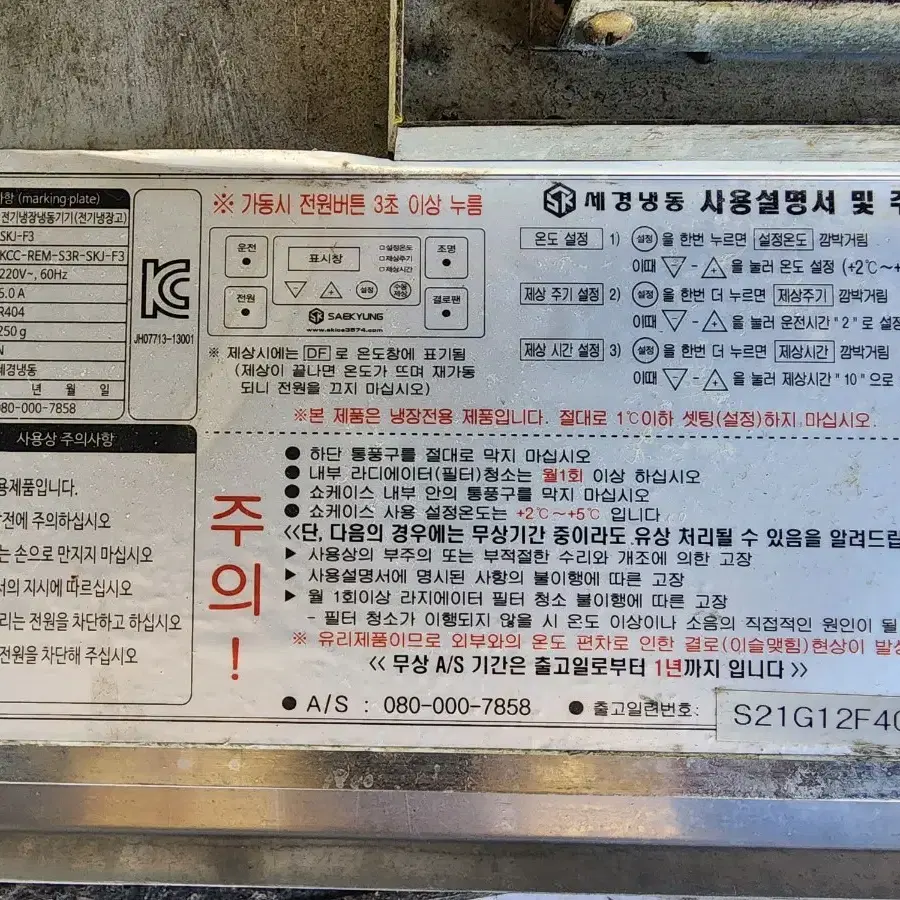 사항 (marking plate)
전기냉장냉동기기(전기냉장고)
SKJ-F3
KCC-REM-S3R-SKJ-F3
220V~, 60Hz
5.0 A
R404
250 g
세경냉동
년 월 일
080-000-7858
JH07713-13001
사용상 주의사항
용제품입니다.
전에 주의하십시오
는 손으로 만지지 마십시오
서의 지시에 따르십시오
리는 전원을 차단하고 하십시오
전원을 차단해 주십시오
※ 가동시 전원버튼 3초 이상 누름
운전
표시창
설정온도
제상주기
제상시간
조명
전원
설정
수동제상
결로팬
SK SAEKYUNG
www.skice3574.com
※ 제상시에는 DF 로 온도창에 표기됨
(제상이 끝나면 온도가 뜨며 재가동
되니 전원을 끄지 마십시오)
SK 세경냉동 사용설명서 및 주
온도 설정 1) 설정 을 한번 누르면 설정온도 깜박거림
이때 ▽ - △ 을 눌러 온도 설정 (+2℃~+
제상 주기 설정 2) 설정 을 한번 더 누르면 제상주기 깜박거림
이때 ▽ - △ 을 눌러 운전시간 "2" 로 설정
제상 시간 설정 3) 설정 을 한번 더 누르면 제상시간 깜박거림
이때 ▽ - △ 을 눌러 제상시간 "10" 으로
※본 제품은 냉장전용 제품입니다. 절대로 1℃이하 셋팅(설정)하지 마십시오.
주의!
● 하단 통풍구를 절대로 막지 마십시오
● 내부 라디에이터(필터)청소는 월1회 이상 하십시오
● 쇼케이스 내부 안의 통풍구를 막지 마십시오
● 쇼케이스 사용 설정온도는 +2℃~+5℃ 입니다
《단, 다음의 경우에는 무상기간 중이라도 유상 처리될 수 있음을 알려드립
▶ 사용상의 부주의 또는 부적절한 수리와 개조에 의한 고장
▶ 사용설명서에 명시된 사항의 불이행에 따른 고장
▶ 월 1회이상 라지에이터 필터 청소 불이행에 따른 고장
- 필터 청소가 이행되지 않을 시 온도 이상이나 소음의 직접적인 원인이 될
※ 유리제품이므로 외부와의 온도 편차로 인한 결로(이슬맺힘)현상이 발생
《 무상 A/S 기간은 출고일로부터 1년까지 입니다 》
● A/S : 080-000-7858 ● 출고일련번호: S21G12F40